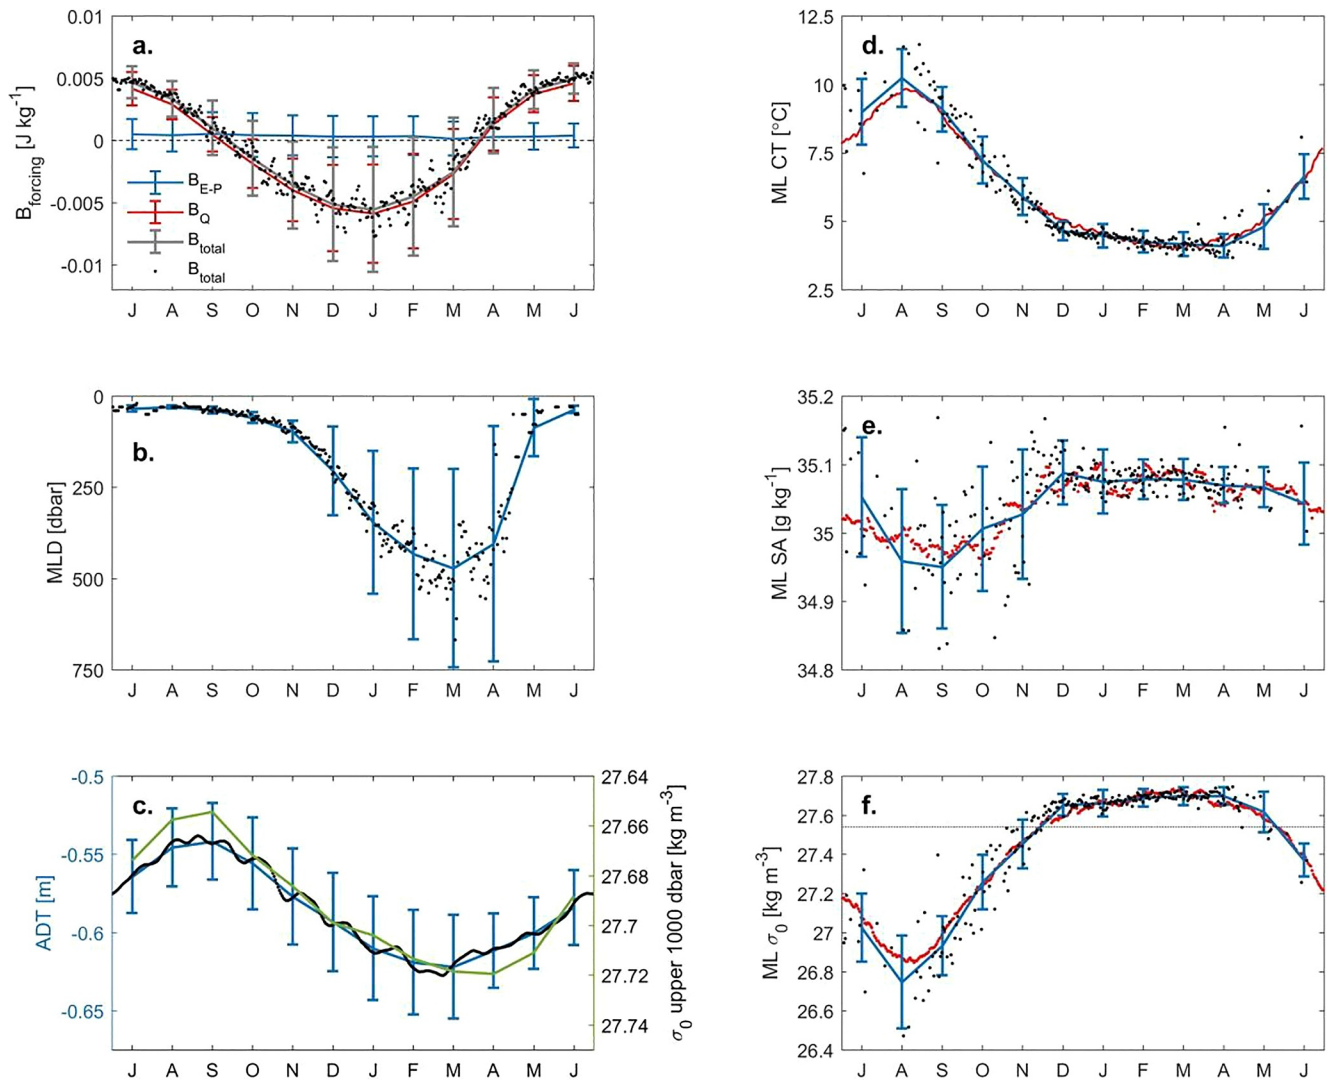 a.
0.01
0.005
0
-0.005
-0.01
B_forcing [J kg^-1]
B_E-P
B_Q
B_total
B_total
J A S O N D J F M A M J
d.
12.5
10
7.5
5
2.5
ML CT [°C]
J A S O N D J F M A M J
b.
0
250
500
750
MLD [dbar]
J A S O N D J F M A M J
e.
35.2
35.1
35
34.9
34.8
ML SA [g kg^-1]
J A S O N D J F M A M J
c.
-0.5
-0.55
-0.6
-0.65
ADT [m]
27.64
27.66
27.68
27.7
27.72
27.74
σ_0 upper 1000 dbar [kg m^-3]
J A S O N D J F M A M J
f.
27.8
27.6
27.4
27.2
27
26.8
26.6
26.4
ML σ_0 [kg m^-3]
J A S O N D J F M A M J